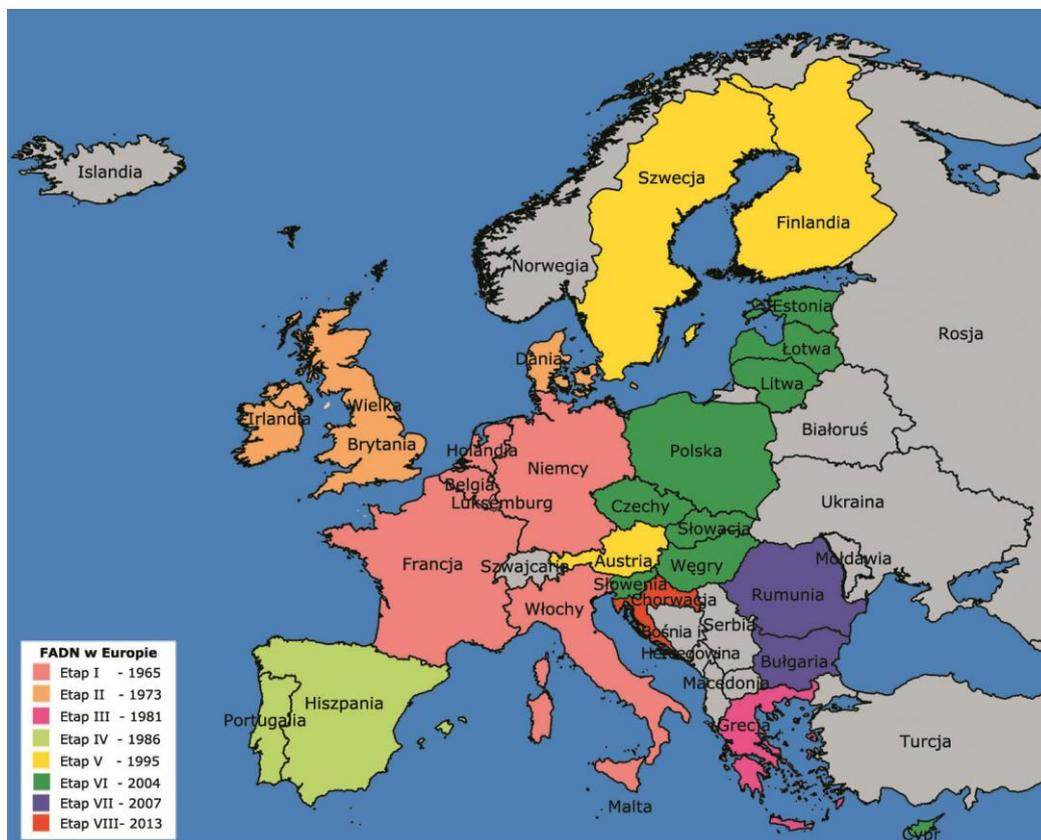 Islandia
Szwecja
Finlandia
Norwegia
Estonia
Rosja
Łotwa
Dania
Litwa
Irlandia
Wielka
Brytania
Białoruś
Holandia
Niemcy
Polska
Belgia
Luksemburg
Czechy
Ukraina
Słowacja
Francja
Szwajcaria
Austria
Węgry
Mołdawia
Słowenia
Chorwacja
Rumunia
Włochy
Serbia
Bośnia i
Hercegowina
Bułgaria
Macedonia
Portugalia
Hiszpania
Grecja
Turcja
Malta
Cypr
FADN w Europie
Etap I - 1965
Etap II - 1973
Etap III - 1981
Etap IV - 1986
Etap V - 1995
Etap VI - 2004
Etap VII - 2007
Etap VIII- 2013